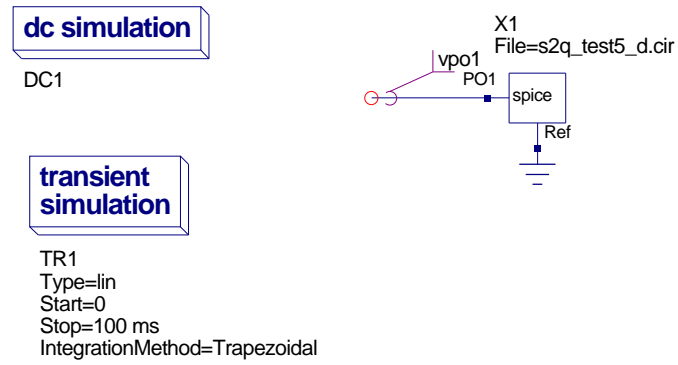 dc simulation
DC1
X1
File=s2q_test5_d.cir
vpo1
PO1
spice
Ref
transient
simulation
TR1
Type=lin
Start=0
Stop=100 ms
IntegrationMethod=Trapezoidal